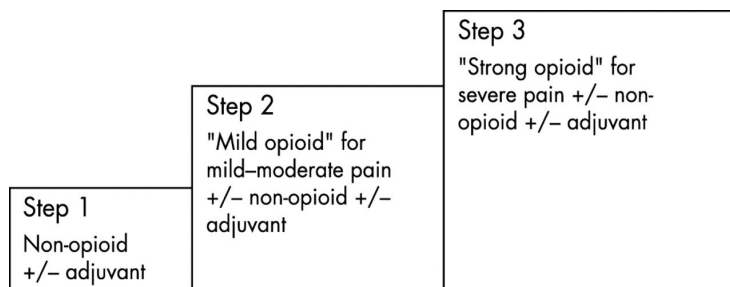 Step 1
Non-opioid
+/– adjuvant
Step 2
"Mild opioid" for
mild–moderate pain
+/– non-opioid +/–
adjuvant
Step 3
"Strong opioid" for
severe pain +/– non-
opioid +/– adjuvant